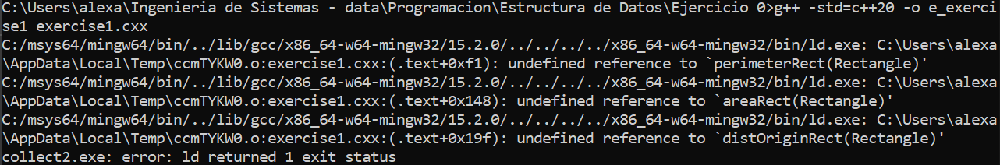 C:\Users\alexa\Ingenieria de Sistemas - data\Programacion\Estructura de Datos\Ejercicio 0>g++ -std=c++20 -o e_exerci
se1 exercise1.cxx
C:/msys64/mingw64/bin/../lib/gcc/x86_64-w64-mingw32/15.2.0/../../../../x86_64-w64-mingw32/bin/ld.exe: C:\Users\alexa
\AppData\Local\Temp\ccmTYKW0.o:exercise1.cxx:(.text+0xf1): undefined reference to `perimeterRect(Rectangle)'
C:/msys64/mingw64/bin/../lib/gcc/x86_64-w64-mingw32/15.2.0/../../../../x86_64-w64-mingw32/bin/ld.exe: C:\Users\alexa
\AppData\Local\Temp\ccmTYKW0.o:exercise1.cxx:(.text+0x148): undefined reference to `areaRect(Rectangle)'
C:/msys64/mingw64/bin/../lib/gcc/x86_64-w64-mingw32/15.2.0/../../../../x86_64-w64-mingw32/bin/ld.exe: C:\Users\alexa
\AppData\Local\Temp\ccmTYKW0.o:exercise1.cxx:(.text+0x19f): undefined reference to `distOriginRect(Rectangle)'
collect2.exe: error: ld returned 1 exit status